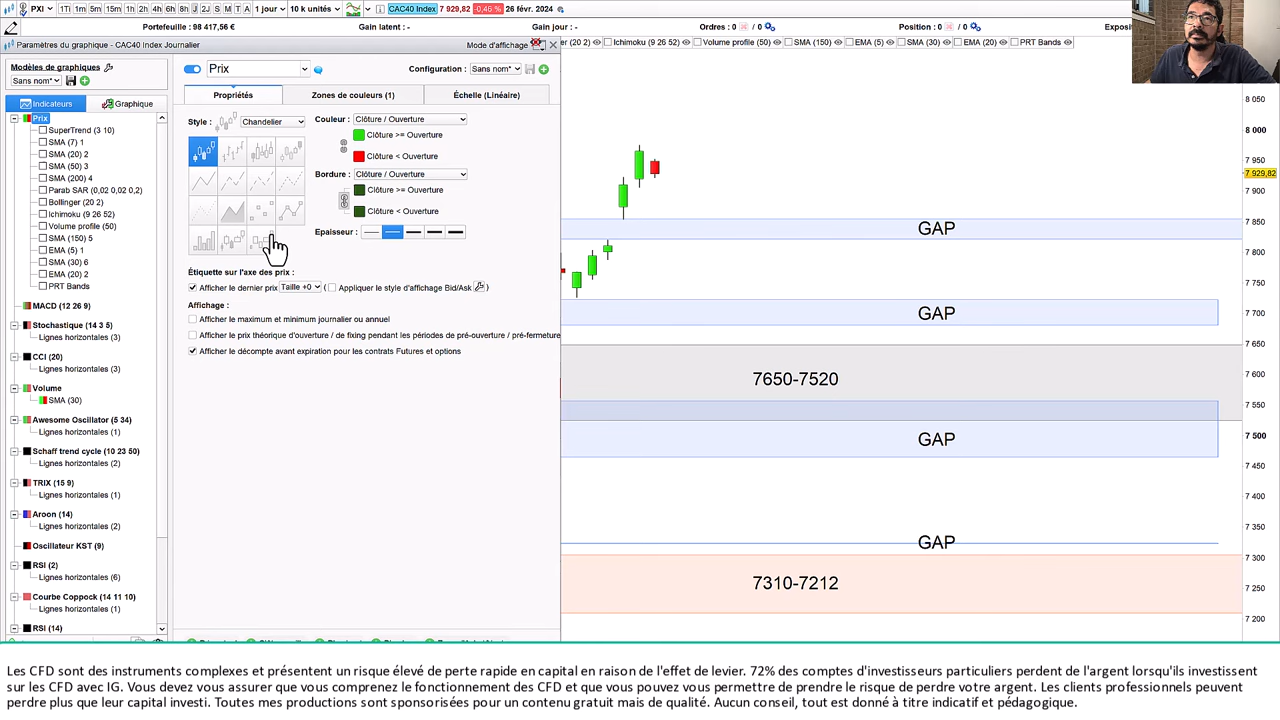 PXI
1Ti 1m 5m 15m 1h 2h 4h 6h 8h J 2J S M T A
1 jour
10 k unités
CAC40 Index 7 929,82 -0,46 % 26 févr. 2024
Portefeuille : 98 417,56 €
Gain latent : -
Gain jour : -
Ordres : 0 / 0
Position : 0 / 0
Exposi
Paramètres du graphique - CAC40 Index Journalier
Mode d'affichage
er (20 2)
Ichimoku (9 26 52)
Volume profile (50)
SMA (150)
EMA (5)
SMA (30)
EMA (20)
PRT Bands
Modèles de graphiques
Sans nom*
Indicateurs
Graphique
Prix
SuperTrend (3 10)
SMA (7) 1
SMA (20) 2
SMA (50) 3
SMA (200) 4
Parab SAR (0,02 0,02 0,2)
Bollinger (20 2)
Ichimoku (9 26 52)
Volume profile (50)
SMA (150) 5
EMA (5) 1
SMA (30) 6
EMA (20) 2
PRT Bands
MACD (12 26 9)
Stochastique (14 3 5)
Lignes horizontales (3)
CCI (20)
Lignes horizontales (3)
Volume
SMA (30)
Awesome Oscillator (5 34)
Lignes horizontales (1)
Schaff trend cycle (10 23 50)
Lignes horizontales (2)
TRIX (15 9)
Lignes horizontales (1)
Aroon (14)
Lignes horizontales (2)
Oscillateur KST (9)
RSI (2)
Lignes horizontales (6)
Courbe Coppock (14 11 10)
Lignes horizontales (1)
RSI (14)
Prix
Configuration : Sans nom*
Propriétés
Zones de couleurs (1)
Échelle (Linéaire)
Style : Chandelier
Couleur : Clôture / Ouverture
Clôture >= Ouverture
Clôture < Ouverture
Bordure : Clôture / Ouverture
Clôture >= Ouverture
Clôture < Ouverture
Epaisseur :
Étiquette sur l'axe des prix :
Afficher le dernier prix Taille +0 ( Appliquer le style d'affichage Bid/Ask )
Affichage :
Afficher le maximum et minimum journalier ou annuel
Afficher le prix théorique d'ouverture / de fixing pendant les périodes de pré-ouverture / pré-fermeture
Afficher le décompte avant expiration pour les contrats Futures et options
GAP
GAP
7650-7520
GAP
GAP
7310-7212
8 050
8 000
7 950
7 929,82
7 900
7 850
7 800
7 750
7 700
7 650
7 600
7 550
7 500
7 450
7 400
7 350
7 300
7 250
7 200
Les CFD sont des instruments complexes et présentent un risque élevé de perte rapide en capital en raison de l'effet de levier. 72% des comptes d'investisseurs particuliers perdent de l'argent lorsqu'ils investissent
sur les CFD avec IG. Vous devez vous assurer que vous comprenez le fonctionnement des CFD et que vous pouvez vous permettre de prendre le risque de perdre votre argent. Les clients professionnels peuvent
perdre plus que leur capital investi. Toutes mes productions sont sponsorisées pour un contenu gratuit mais de qualité. Aucun conseil, tout est donné à titre indicatif et pédagogique.